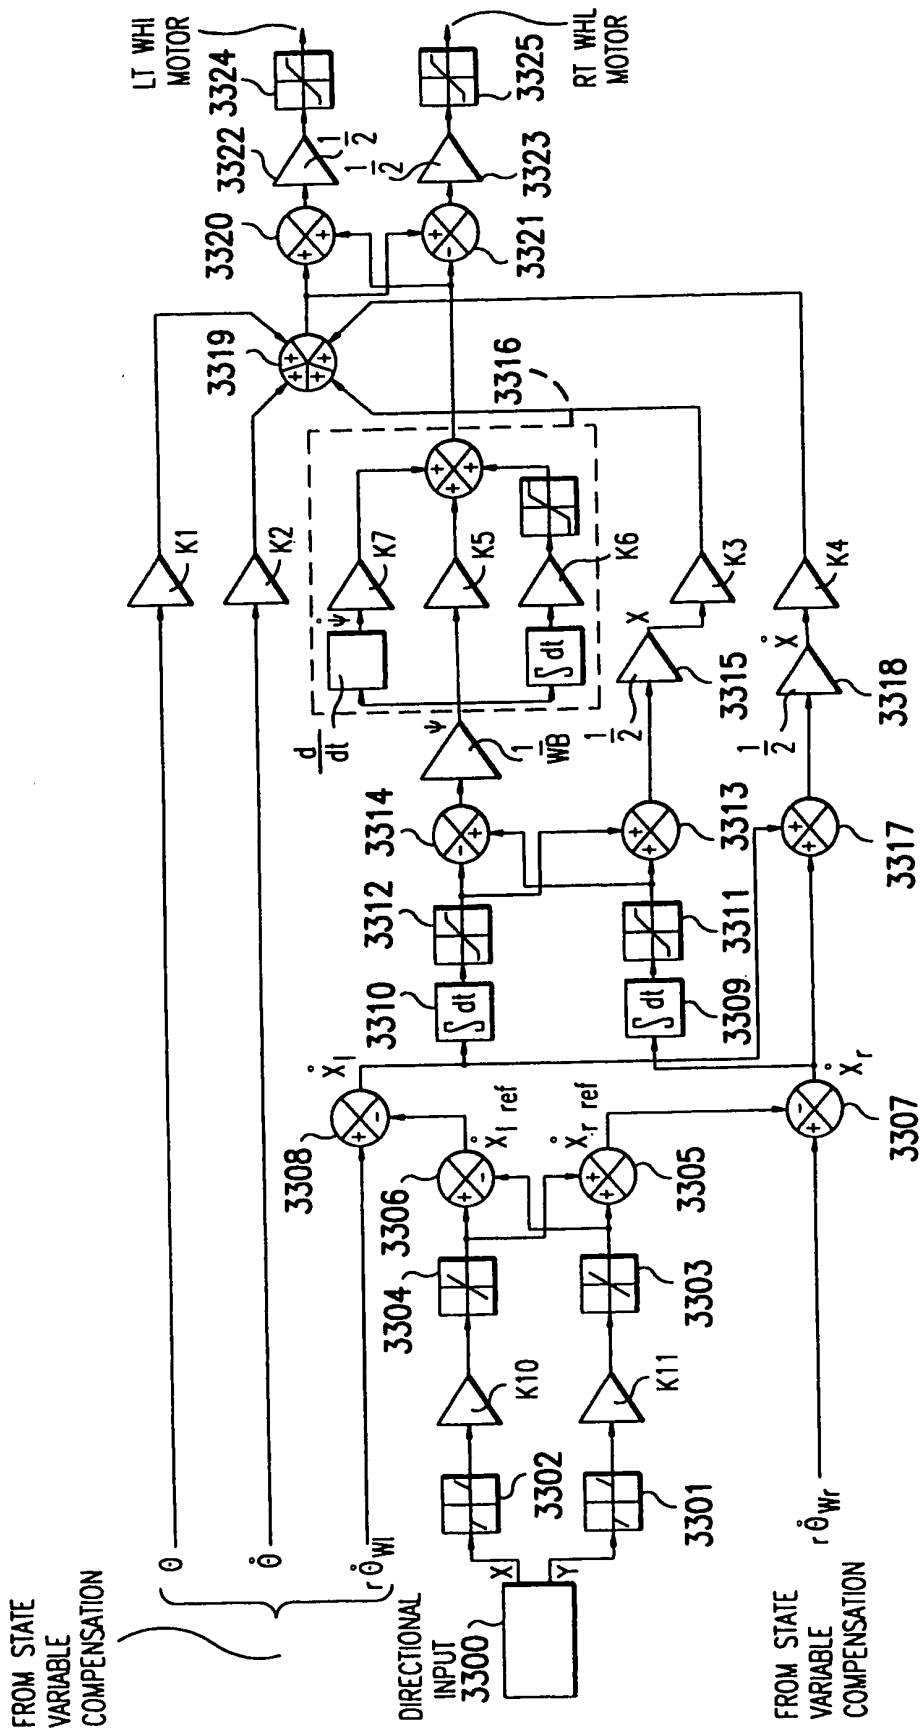 FROM STATE
VARIABLE
COMPENSATION
θ
θ̇
r θ̇Wl
DIRECTIONAL
INPUT
3300
X
Y
FROM STATE
VARIABLE
COMPENSATION
r θ̇Wr
3302
3301
K10
K11
3304
3303
3306
3305
Ẋl ref
Ẋr ref
3308
3307
Ẋl
Ẋr
3310
∫dt
3309
∫dt
3312
3311
3314
3313
3317
1/WB
ψ
1/2
3315
X
1/2
3318
Ẋ
d/dt
ψ̇
∫dt
K7
K5
K6
3316
K1
K2
K3
K4
3319
3320
3321
3322
1/2
1/2
3323
3324
3325
LT WHl
MOTOR
RT WHL
MOTOR